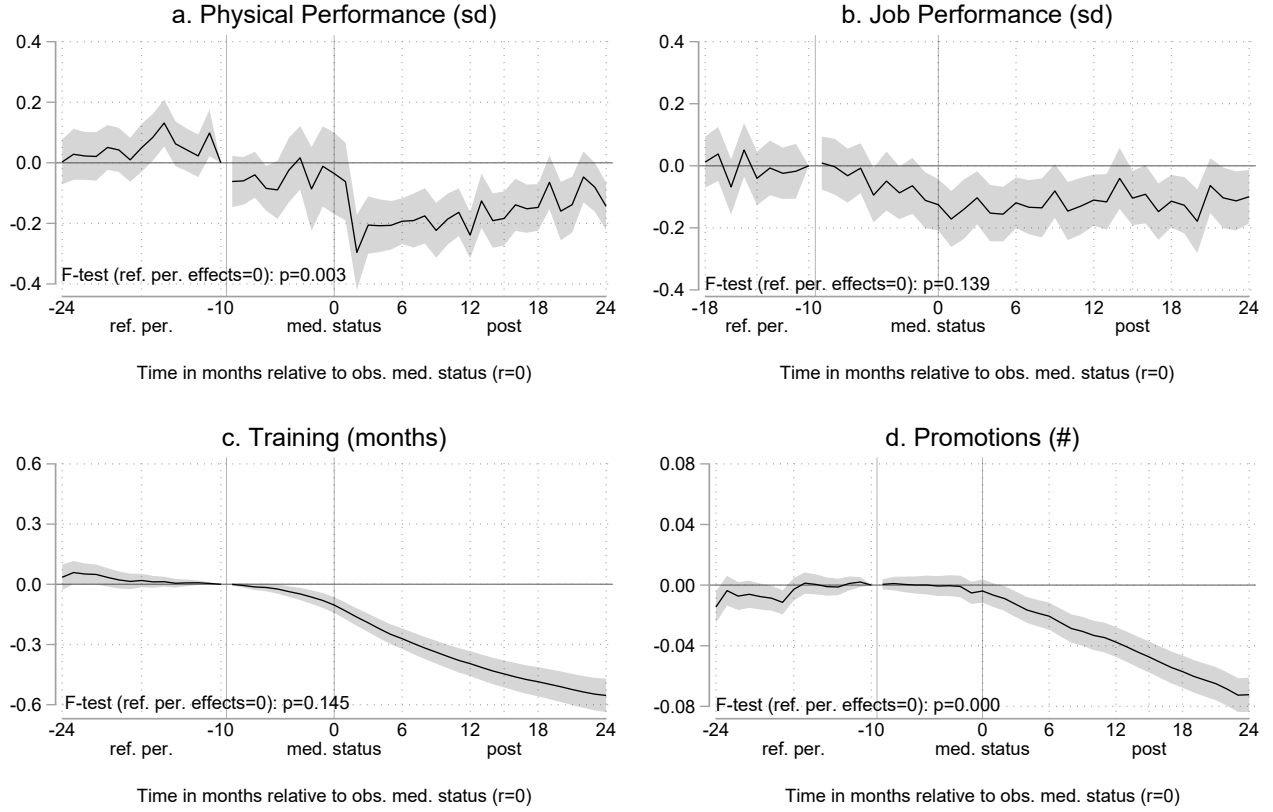 a. Physical Performance (sd)
0.4
0.2
0.0
-0.2
-0.4
F-test (ref. per. effects=0): p=0.003
-24 -10 0 6 12 18 24
ref. per. med. status post
Time in months relative to obs. med. status (r=0)
b. Job Performance (sd)
0.4
0.2
0.0
-0.2
-0.4
F-test (ref. per. effects=0): p=0.139
-18 -10 0 6 12 18 24
ref. per. med. status post
Time in months relative to obs. med. status (r=0)
c. Training (months)
0.6
0.3
0.0
-0.3
-0.6
F-test (ref. per. effects=0): p=0.145
-24 -10 0 6 12 18 24
ref. per. med. status post
Time in months relative to obs. med. status (r=0)
d. Promotions (#)
0.08
0.04
0.00
-0.04
-0.08
F-test (ref. per. effects=0): p=0.000
-24 -10 0 6 12 18 24
ref. per. med. status post
Time in months relative to obs. med. status (r=0)